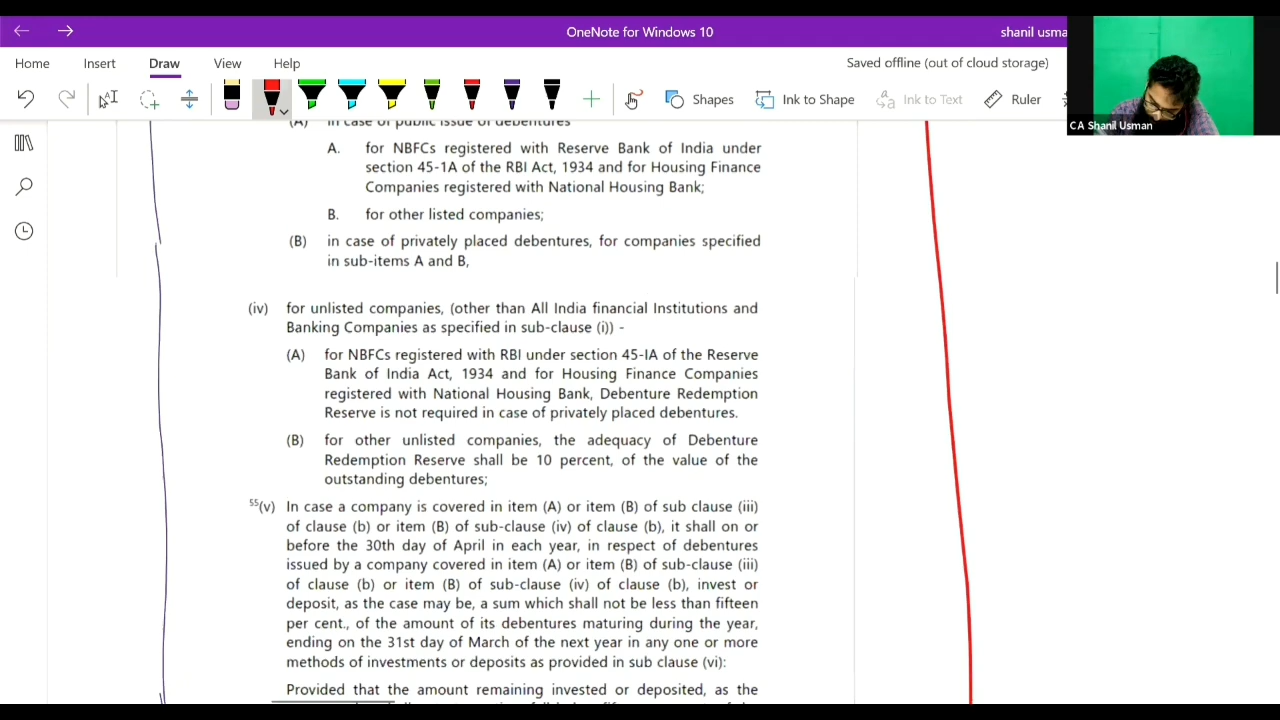 OneNote for Windows 10
shanil usma
Home Insert Draw View Help
Saved offline (out of cloud storage)
Shapes Ink to Shape Ink to Text Ruler
CA Shanil Usman
(A) in case of public issue of debentures
A. for NBFCs registered with Reserve Bank of India under
section 45-1A of the RBI Act, 1934 and for Housing Finance
Companies registered with National Housing Bank;
B. for other listed companies;
(B) in case of privately placed debentures, for companies specified
in sub-items A and B,
(iv) for unlisted companies, (other than All India financial Institutions and
Banking Companies as specified in sub-clause (i)) -
(A) for NBFCs registered with RBI under section 45-IA of the Reserve
Bank of India Act, 1934 and for Housing Finance Companies
registered with National Housing Bank, Debenture Redemption
Reserve is not required in case of privately placed debentures.
(B) for other unlisted companies, the adequacy of Debenture
Redemption Reserve shall be 10 percent, of the value of the
outstanding debentures;
55(v) In case a company is covered in item (A) or item (B) of sub clause (iii)
of clause (b) or item (B) of sub-clause (iv) of clause (b), it shall on or
before the 30th day of April in each year, in respect of debentures
issued by a company covered in item (A) or item (B) of sub-clause (iii)
of clause (b) or item (B) of sub-clause (iv) of clause (b), invest or
deposit, as the case may be, a sum which shall not be less than fifteen
per cent., of the amount of its debentures maturing during the year,
ending on the 31st day of March of the next year in any one or more
methods of investments or deposits as provided in sub clause (vi):
Provided that the amount remaining invested or deposited, as the